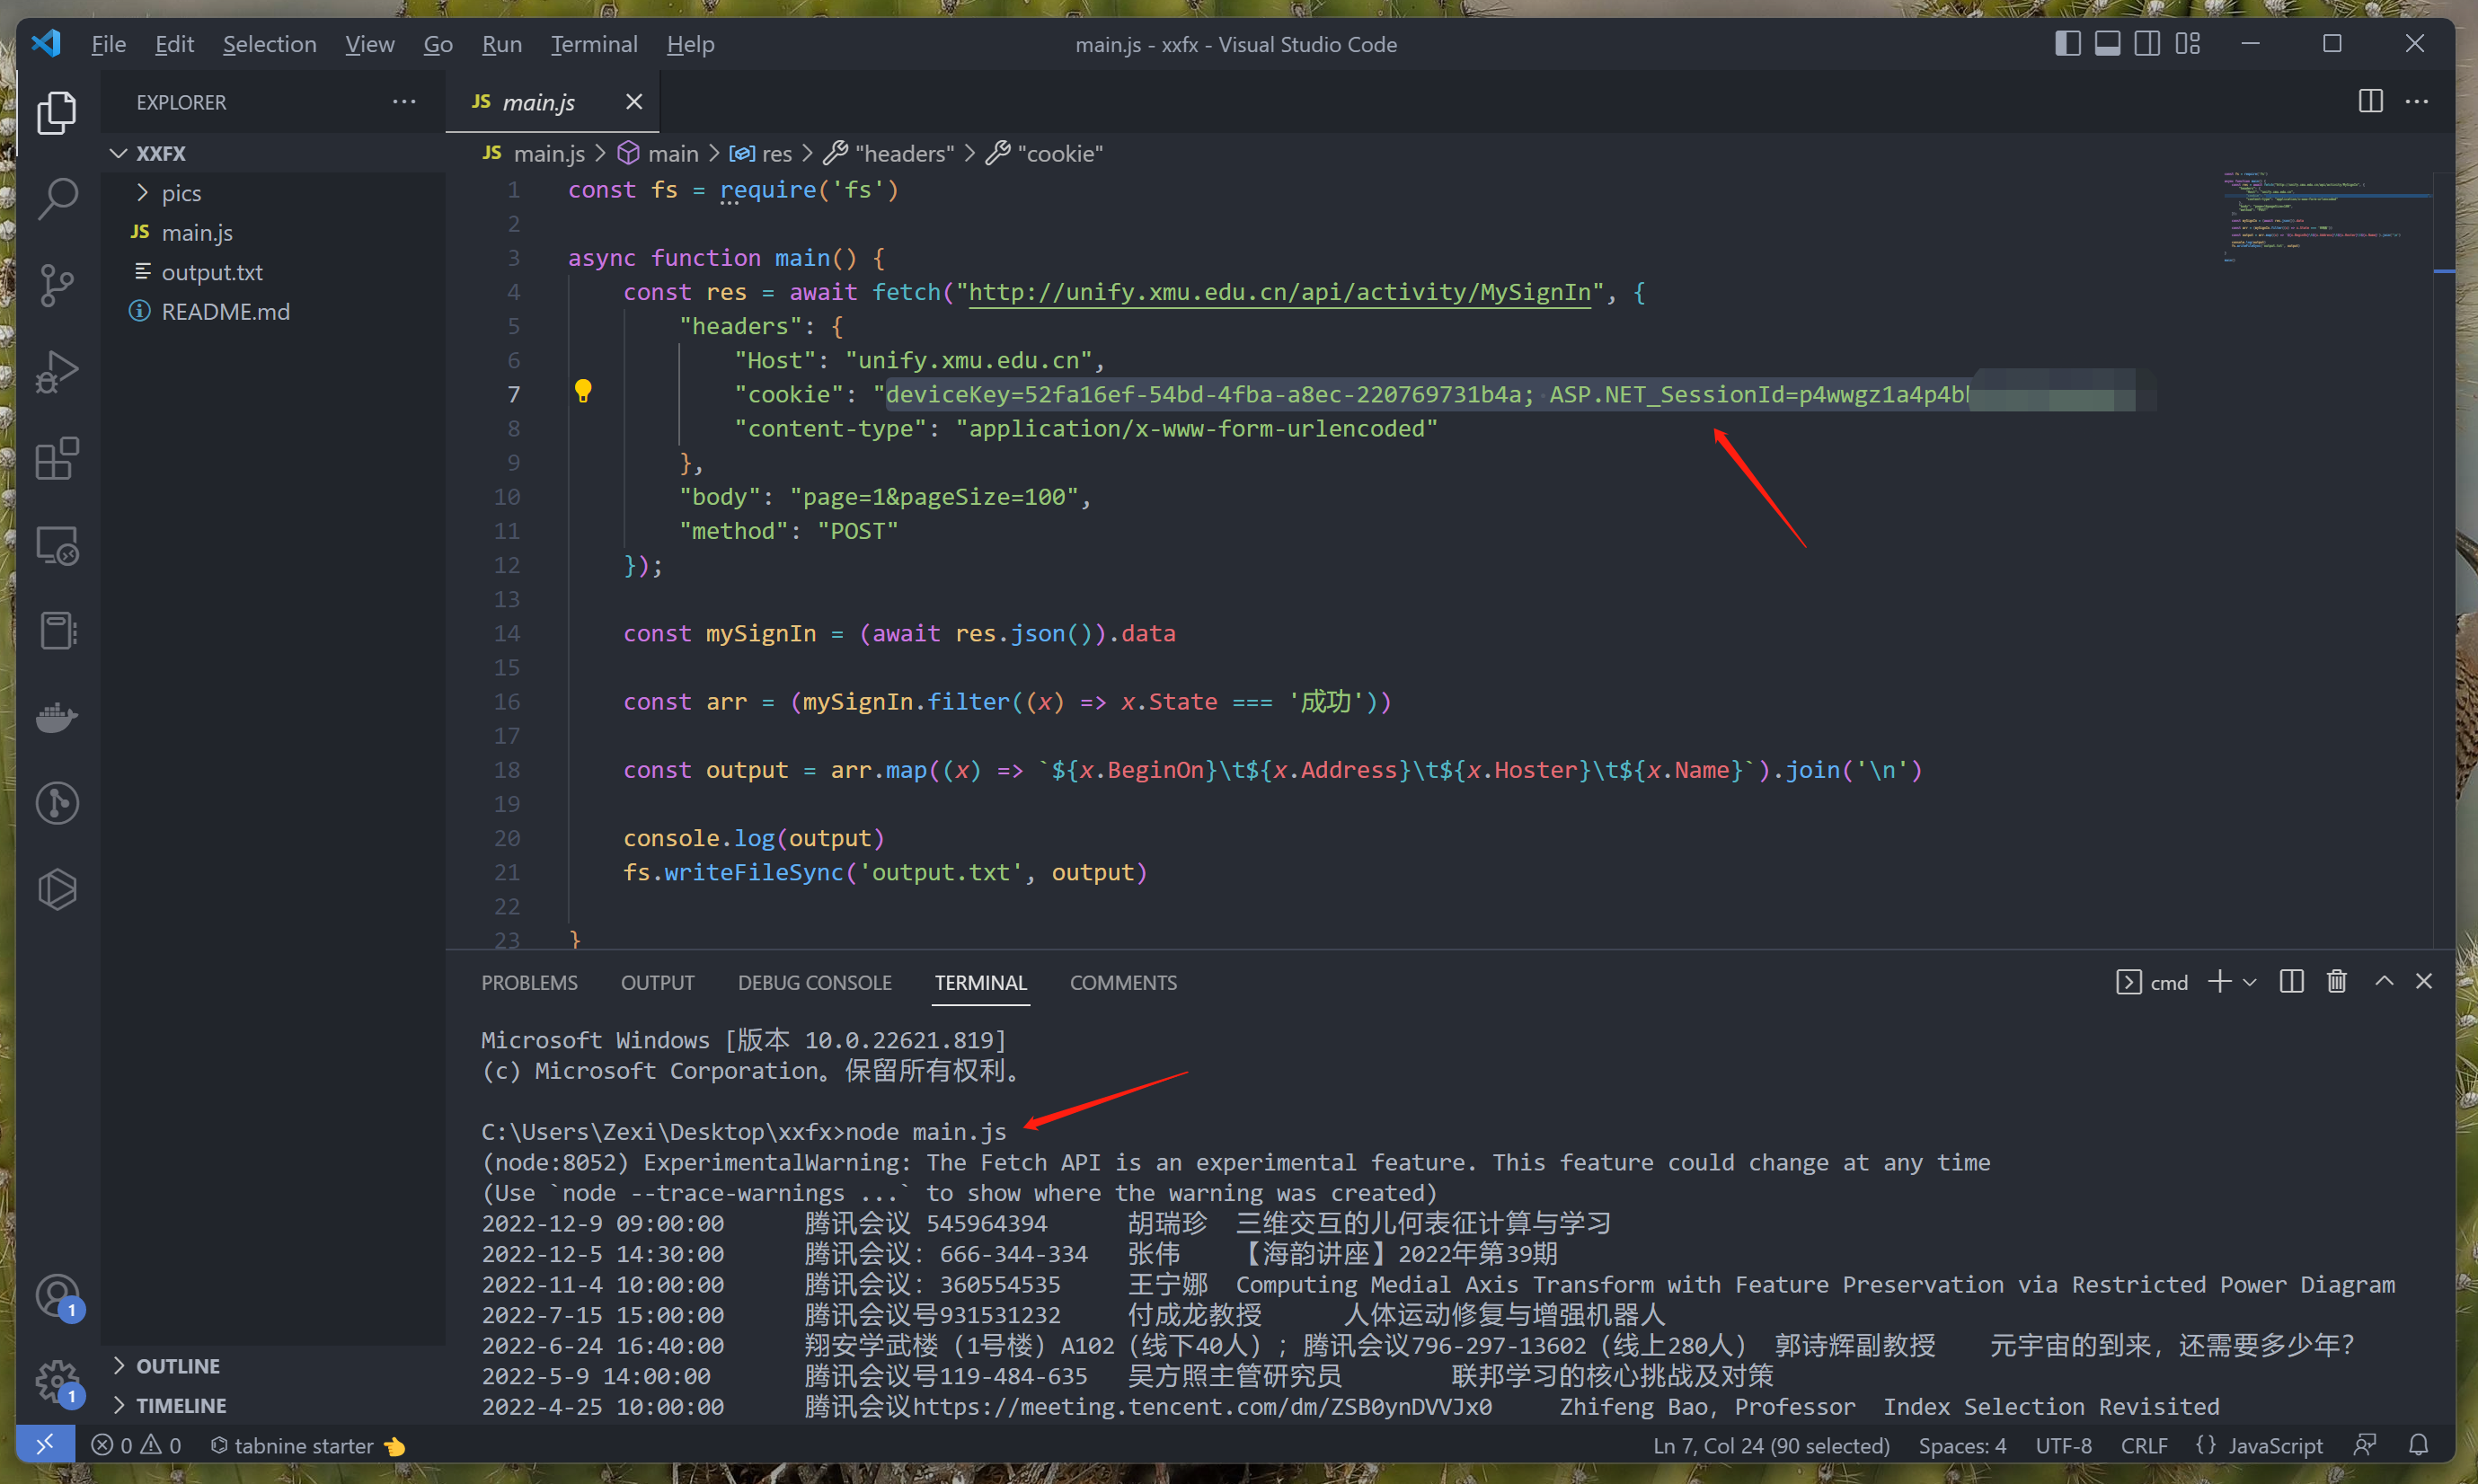 File Edit Selection View Go Run Terminal Help
main.js - xxfx - Visual Studio Code
EXPLORER
JS main.js
XXFX
pics
JS main.js
output.txt
README.md
OUTLINE
TIMELINE
JS main.js > main > res > "headers" > "cookie"
1 const fs = require('fs')
2
3 async function main() {
4 const res = await fetch("http://unify.xmu.edu.cn/api/activity/MySignIn", {
5 "headers": {
6 "Host": "unify.xmu.edu.cn",
7 "cookie": "deviceKey=52fa16ef-54bd-4fba-a8ec-220769731b4a; ASP.NET_SessionId=p4wwgz1a4p4b
8 "content-type": "application/x-www-form-urlencoded"
9 },
10 "body": "page=1&pageSize=100",
11 "method": "POST"
12 });
13
14 const mySignIn = (await res.json()).data
15
16 const arr = (mySignIn.filter((x) => x.State === '成功'))
17
18 const output = arr.map((x) => `${x.BeginOn}\t${x.Address}\t${x.Hoster}\t${x.Name}`).join('\n')
19
20 console.log(output)
21 fs.writeFileSync('output.txt', output)
22
23 }
PROBLEMS OUTPUT DEBUG CONSOLE TERMINAL COMMENTS
cmd
Microsoft Windows [版本 10.0.22621.819]
(c) Microsoft Corporation。保留所有权利。
C:\Users\Zexi\Desktop\xxfx>node main.js
(node:8052) ExperimentalWarning: The Fetch API is an experimental feature. This feature could change at any time
(Use `node --trace-warnings ...` to show where the warning was created)
2022-12-9 09:00:00 腾讯会议 545964394 胡瑞珍 三维交互的几何表征计算与学习
2022-12-5 14:30:00 腾讯会议：666-344-334 张伟 【海韵讲座】2022年第39期
2022-11-4 10:00:00 腾讯会议：360554535 王宁娜 Computing Medial Axis Transform with Feature Preservation via Restricted Power Diagram
2022-7-15 15:00:00 腾讯会议号931531232 付成龙教授 人体运动修复与增强机器人
2022-6-24 16:40:00 翔安学武楼（1号楼）A102（线下40人）；腾讯会议796-297-13602（线上280人） 郭诗辉副教授 元宇宙的到来，还需要多少年？
2022-5-9 14:00:00 腾讯会议号119-484-635 吴方照主管研究员 联邦学习的核心挑战及对策
2022-4-25 10:00:00 腾讯会议https://meeting.tencent.com/dm/ZSB0ynDVVJx0 Zhifeng Bao, Professor Index Selection Revisited
1
1
0 0 tabnine starter 👈
Ln 7, Col 24 (90 selected) Spaces: 4 UTF-8 CRLF {} JavaScript